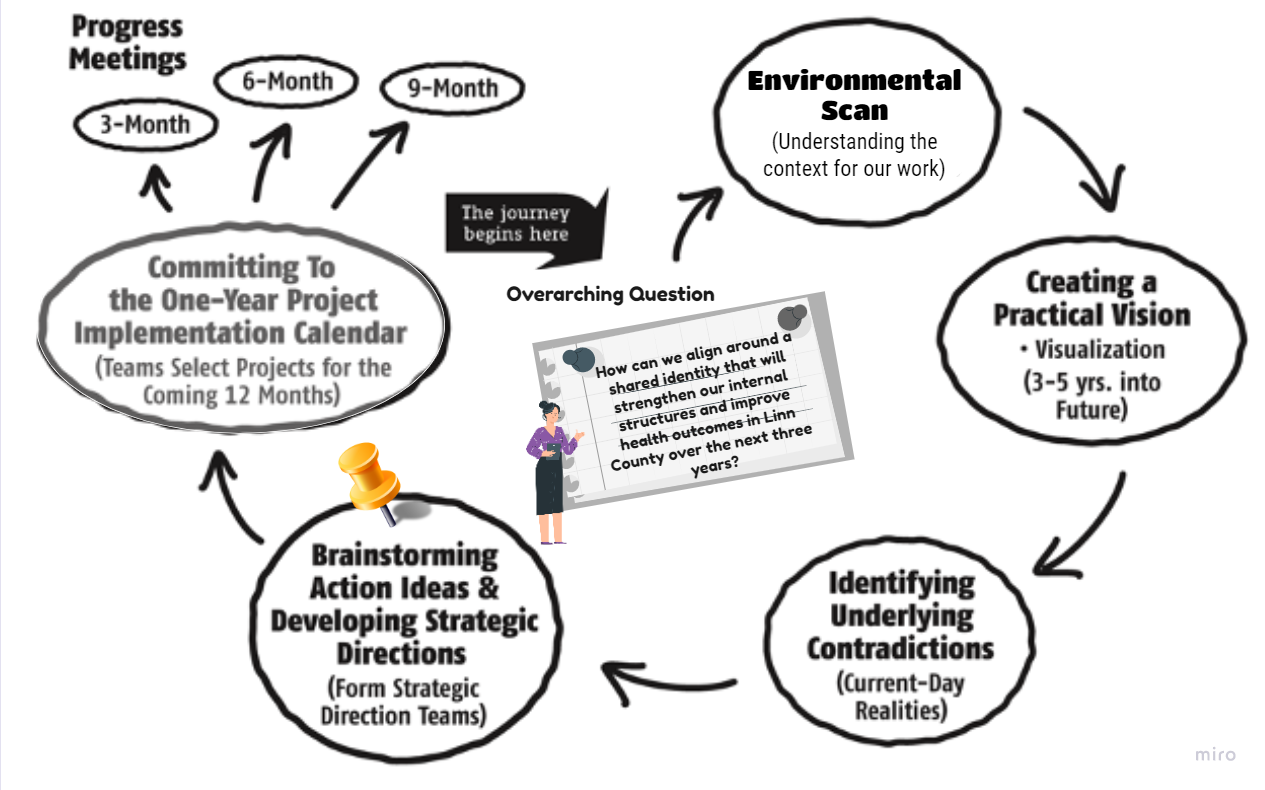 Progress
Meetings
3-Month
6-Month
9-Month
The journey
begins here
Environmental
Scan
(Understanding the
context for our work)
Creating a
Practical Vision
• Visualization
(3-5 yrs. into
Future)
Identifying
Underlying
Contradictions
(Current-Day
Realities)
Brainstorming
Action Ideas &
Developing Strategic
Directions
(Form Strategic
Direction Teams)
Committing To
the One-Year Project
Implementation Calendar
(Teams Select Projects for the
Coming 12 Months)
Overarching Question
How can we align around a
shared identity that will
strengthen our internal
structures and improve
health outcomes in Linn
County over the next three
years?
miro